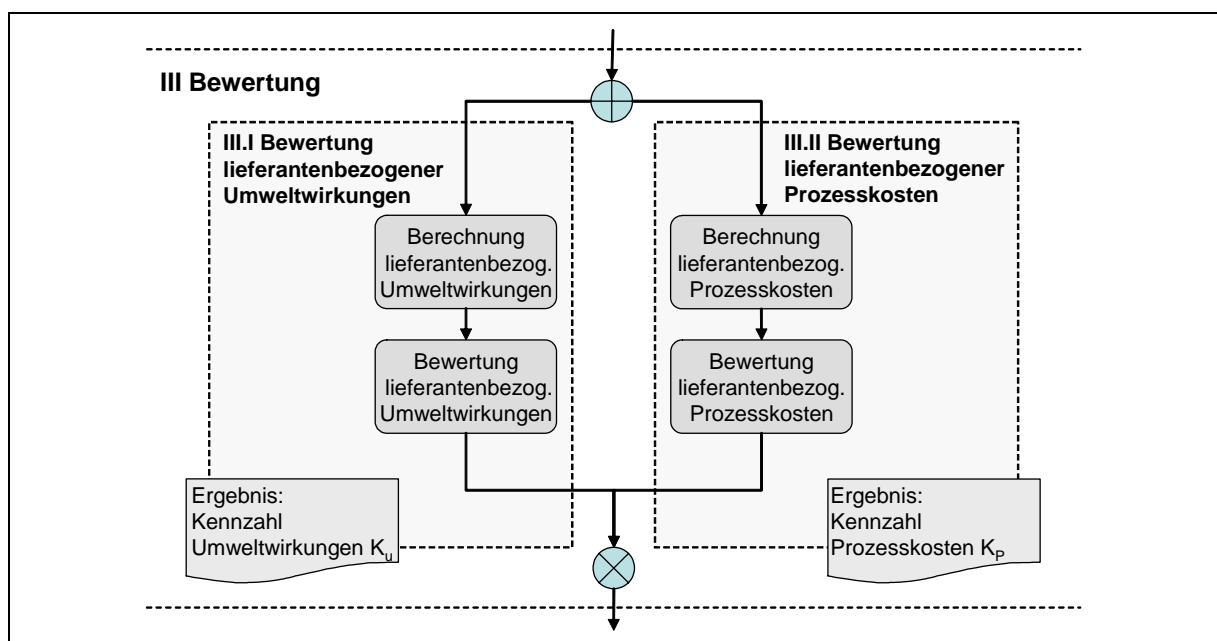 III Bewertung
III.I Bewertung
lieferantenbezogener
Umweltwirkungen
Berechnung
lieferantenbezog.
Umweltwirkungen
Bewertung
lieferantenbezog.
Umweltwirkungen
Ergebnis:
Kennzahl
Umweltwirkungen Ku
III.II Bewertung
lieferantenbezogener
Prozesskosten
Berechnung
lieferantenbezog.
Prozesskosten
Bewertung
lieferantenbezog.
Prozesskosten
Ergebnis:
Kennzahl
Prozesskosten KP